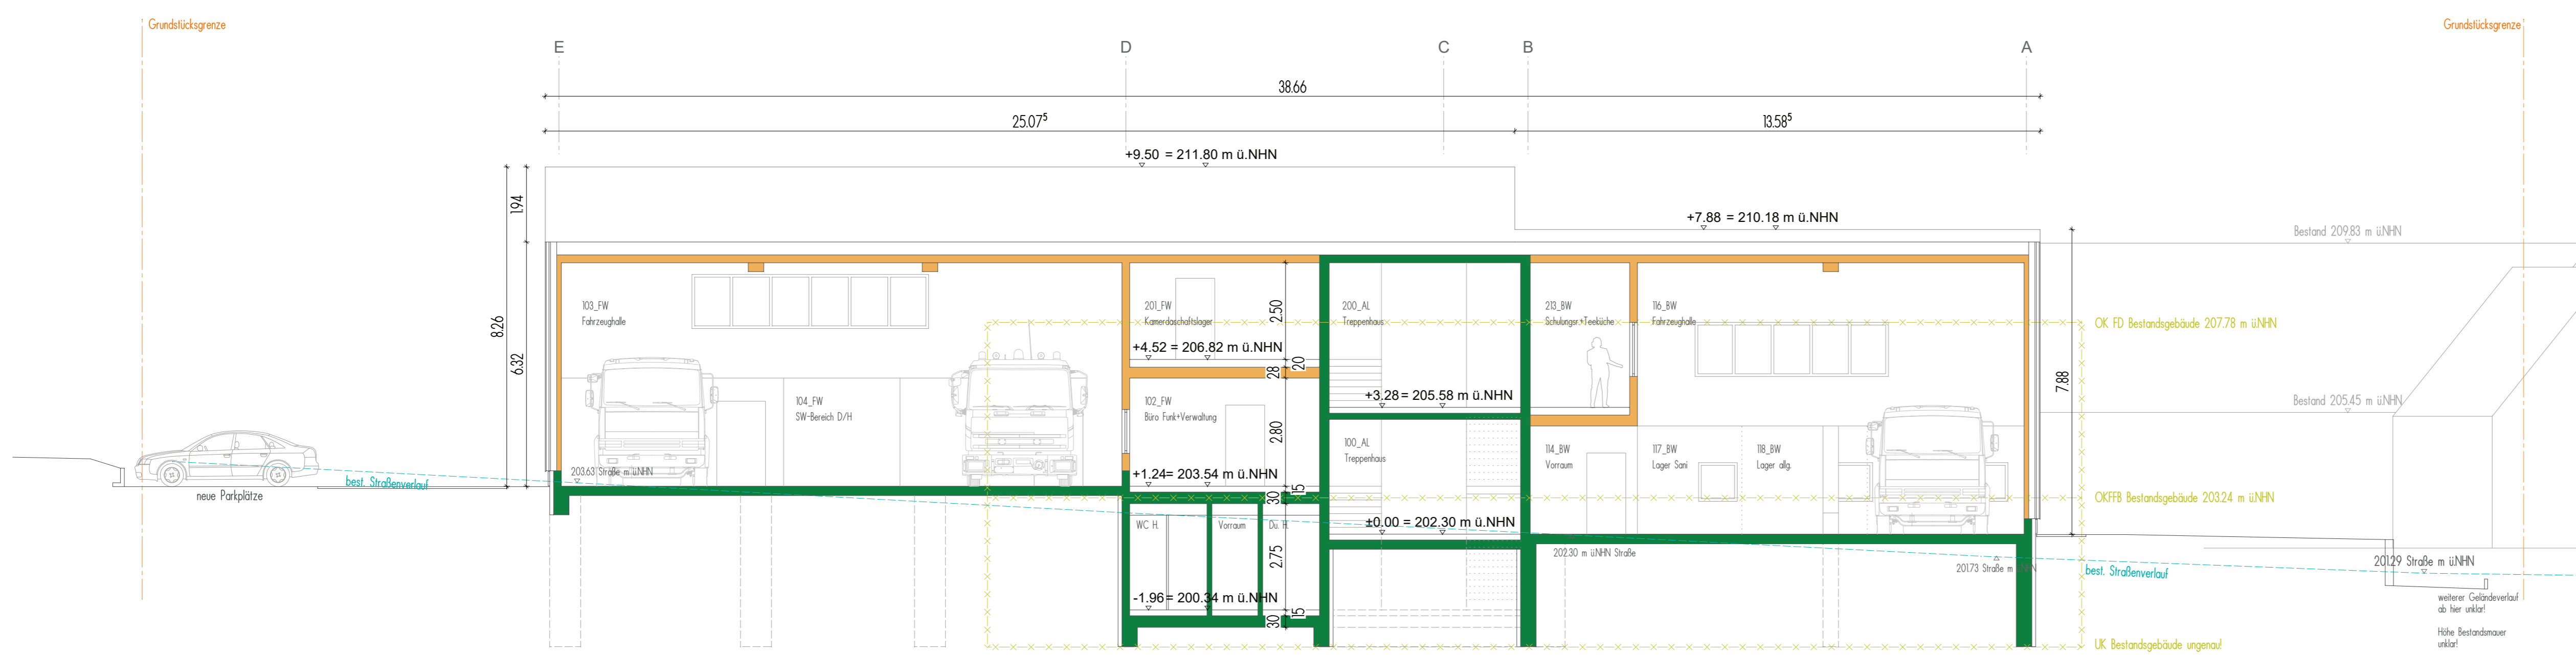 Grundstücksgrenze
Grundstücksgrenze
E
D
C
B
A
38.66
25.07⁵
13.58⁵
+9.50 = 211.80 m ü.NHN
+7.88 = 210.18 m ü.NHN
1.94
8.26
6.32
Bestand 209.83 m ü.NHN
103_FW
Fahrzeughalle
201_FW
Kamerdaschaftslager
2.50
200_AL
Treppenhaus
213_BW
Schulungsr.+Teeküche
116_BW
Fahrzeughalle
OK FD Bestandsgebäude 207.78 m ü.NHN
+4.52 = 206.82 m ü.NHN
20
28
7.88
104_FW
SW-Bereich D/H
102_FW
Büro Funk+Verwaltung
+3.28 = 205.58 m ü.NHN
Bestand 205.45 m ü.NHN
2.80
100_AL
Treppenhaus
114_BW
Vorraum
117_BW
Lager Sani
118_BW
Lager allg.
203.63 Straße m ü.NHN
+1.24= 203.54 m ü.NHN
best. Straßenverlauf
neue Parkplätze
15
30
OKFFB Bestandsgebäude 203.24 m ü.NHN
WC H.
Vorraum
Du. H.
±0.00 = 202.30 m ü.NHN
2.75
202.30 m ü.NHN Straße
201.73 Straße m ü.NHN
best. Straßenverlauf
201.29 Straße m ü.NHN
-1.96 = 200.34 m ü.NHN
15
30
weiterer Geländeverlauf
ab hier unklar!
Höhe Bestandsmauer
unklar!
UK Bestandsgebäude ungenau!